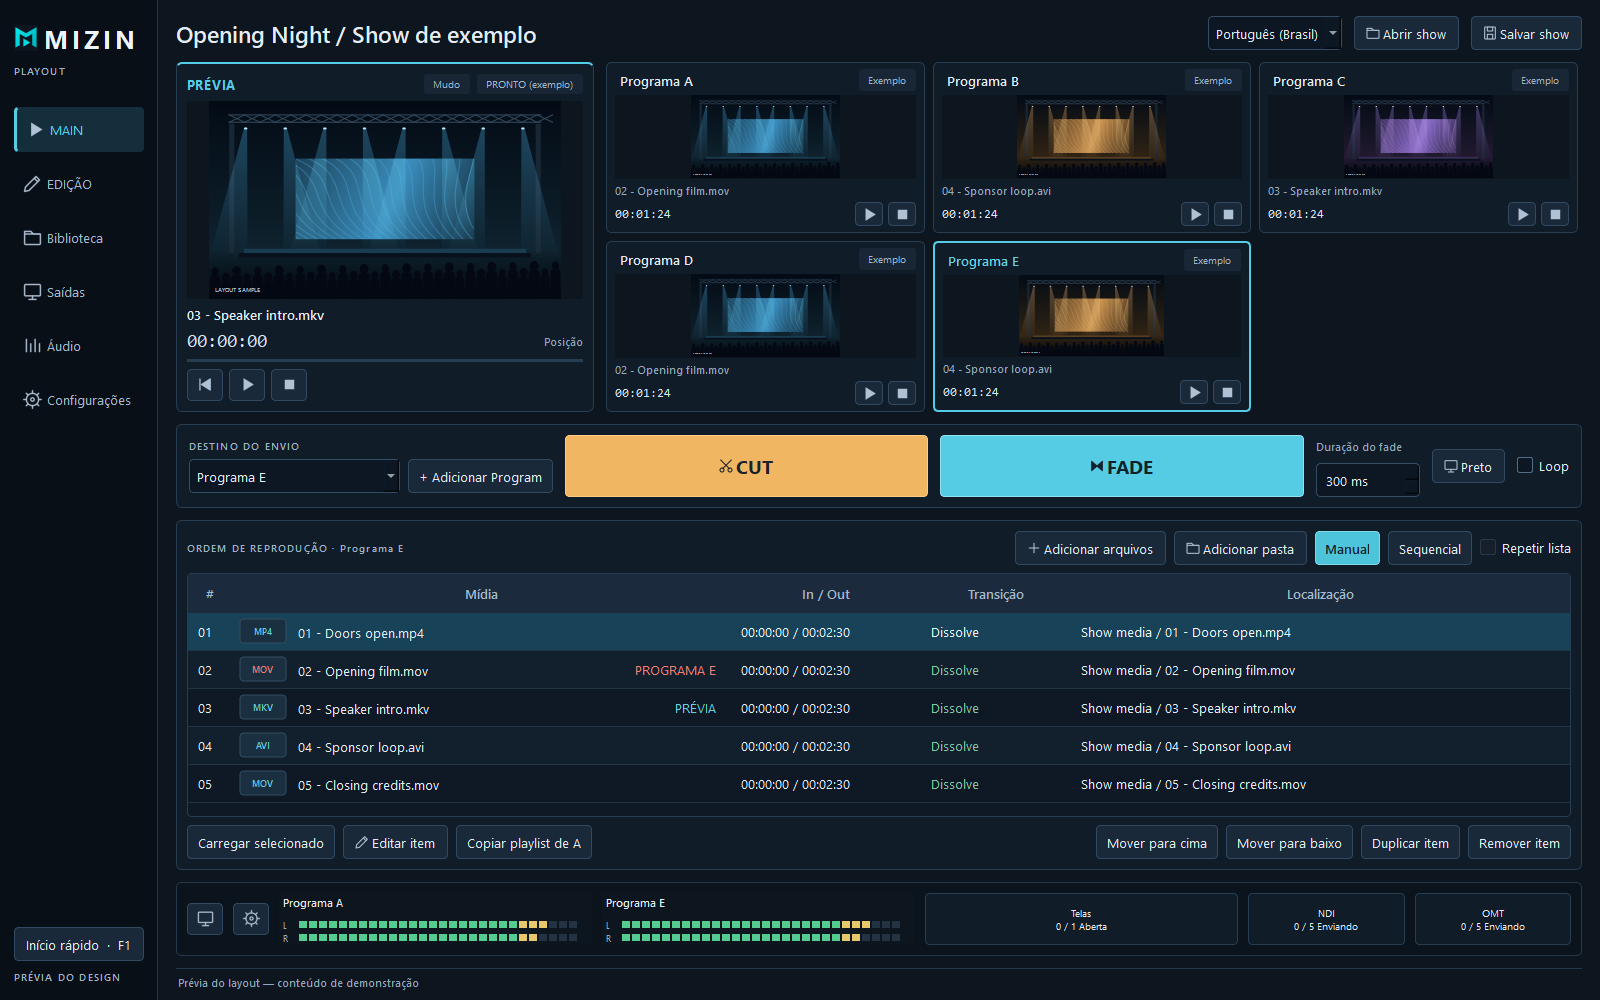 MIZIN
PLAYOUT
MAIN
EDIÇÃO
Biblioteca
Saídas
Áudio
Configurações
Início rápido · F1
PRÉVIA DO DESIGN
Opening Night / Show de exemplo
Português (Brasil)
Abrir show
Salvar show
PRÉVIA
Mudo
PRONTO (exemplo)
LAYOUT SAMPLE
03 - Speaker intro.mkv
00:00:00
Posição
Programa A
Exemplo
02 - Opening film.mov
00:01:24
Programa B
Exemplo
04 - Sponsor loop.avi
00:01:24
Programa C
Exemplo
03 - Speaker intro.mkv
00:01:24
Programa D
Exemplo
02 - Opening film.mov
00:01:24
Programa E
Exemplo
04 - Sponsor loop.avi
00:01:24
DESTINO DO ENVIO
Programa E
+ Adicionar Program
CUT
FADE
Duração do fade
300 ms
Preto
Loop
ORDEM DE REPRODUÇÃO · Programa E
Adicionar arquivos
Adicionar pasta
Manual
Sequencial
Repetir lista
# Mídia In / Out Transição Localização
01 MP4 01 - Doors open.mp4 00:00:00 / 00:02:30 Dissolve Show media / 01 - Doors open.mp4
02 MOV 02 - Opening film.mov PROGRAMA E 00:00:00 / 00:02:30 Dissolve Show media / 02 - Opening film.mov
03 MKV 03 - Speaker intro.mkv PRÉVIA 00:00:00 / 00:02:30 Dissolve Show media / 03 - Speaker intro.mkv
04 AVI 04 - Sponsor loop.avi 00:00:00 / 00:02:30 Dissolve Show media / 04 - Sponsor loop.avi
05 MOV 05 - Closing credits.mov 00:00:00 / 00:02:30 Dissolve Show media / 05 - Closing credits.mov
Carregar selecionado
Editar item
Copiar playlist de A
Mover para cima
Mover para baixo
Duplicar item
Remover item
Programa A
L
R
Programa E
L
R
Telas
0 / 1 Aberta
NDI
0 / 5 Enviando
OMT
0 / 5 Enviando
Prévia do layout — conteúdo de demonstração